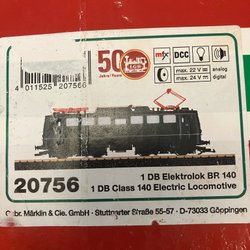 50
Jahre/Years
LGB
mfx DCC
max. 22 V =
max. 24 V m
analog
digital
4 011525 207566
20756
1 DB Elektrolok BR 140
1 DB Class 140 Electric Locomotive
Gebr. Märklin & Cie. GmbH - Stuttgarter Straße 55-57 - D-73033 Göppingen